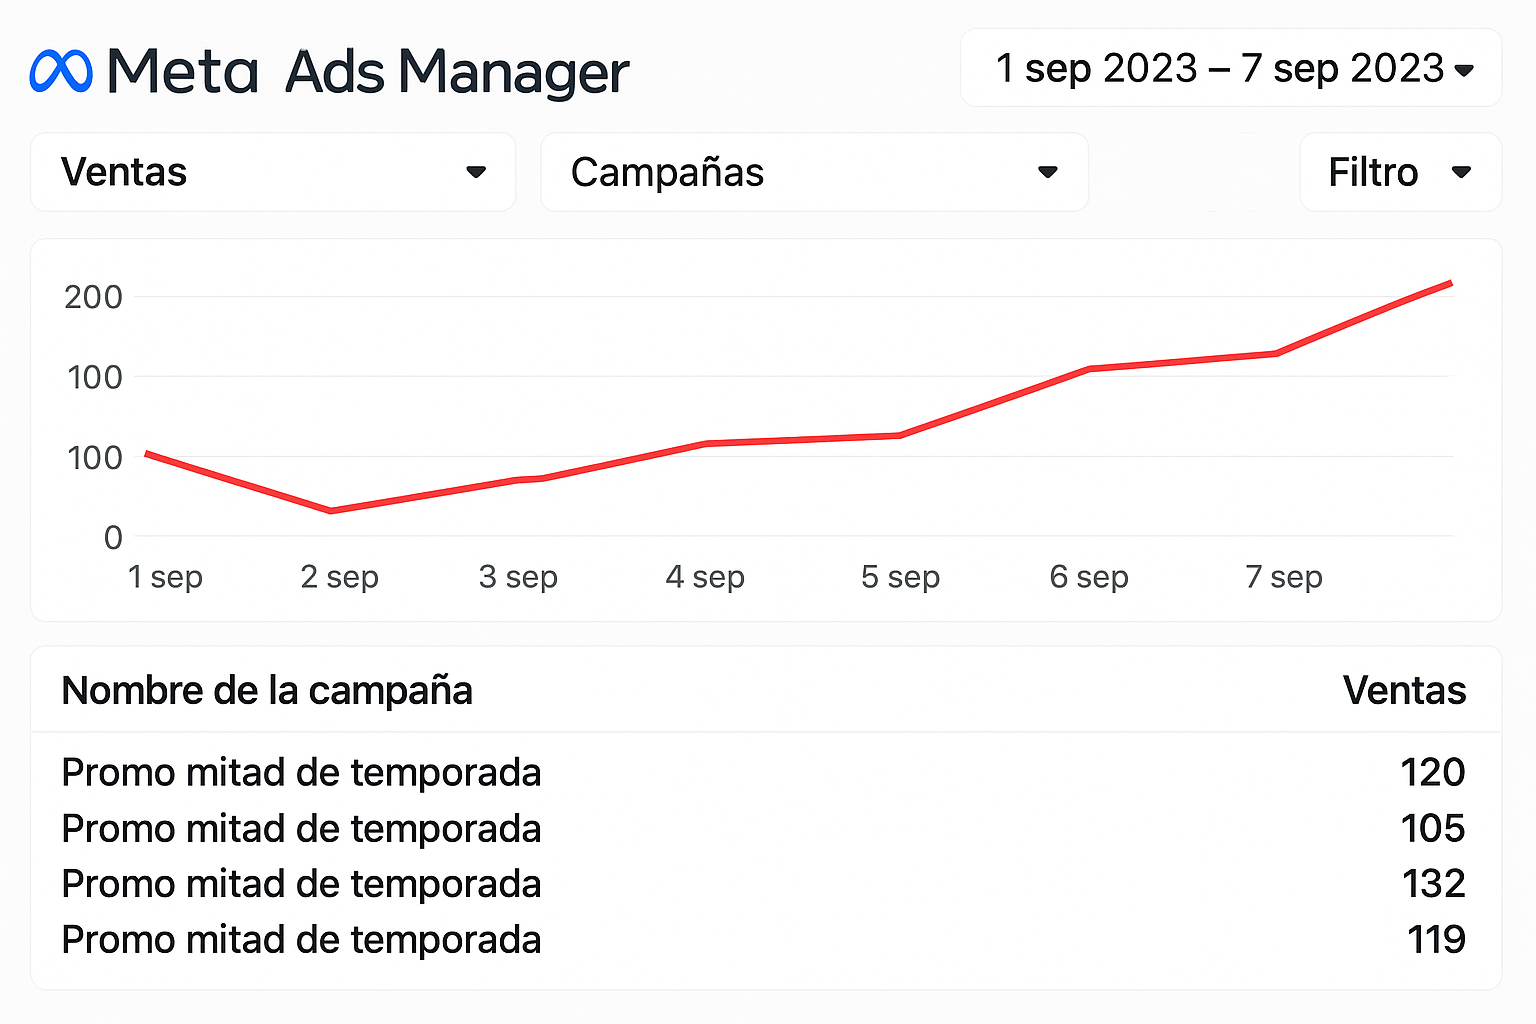 Meta Ads Manager
1 sep 2023 – 7 sep 2023
Ventas
Campañas
Filtro
200
100
100
0
1 sep
2 sep
3 sep
4 sep
5 sep
6 sep
7 sep
Nombre de la campaña Ventas
Promo mitad de temporada 120
Promo mitad de temporada 105
Promo mitad de temporada 132
Promo mitad de temporada 119